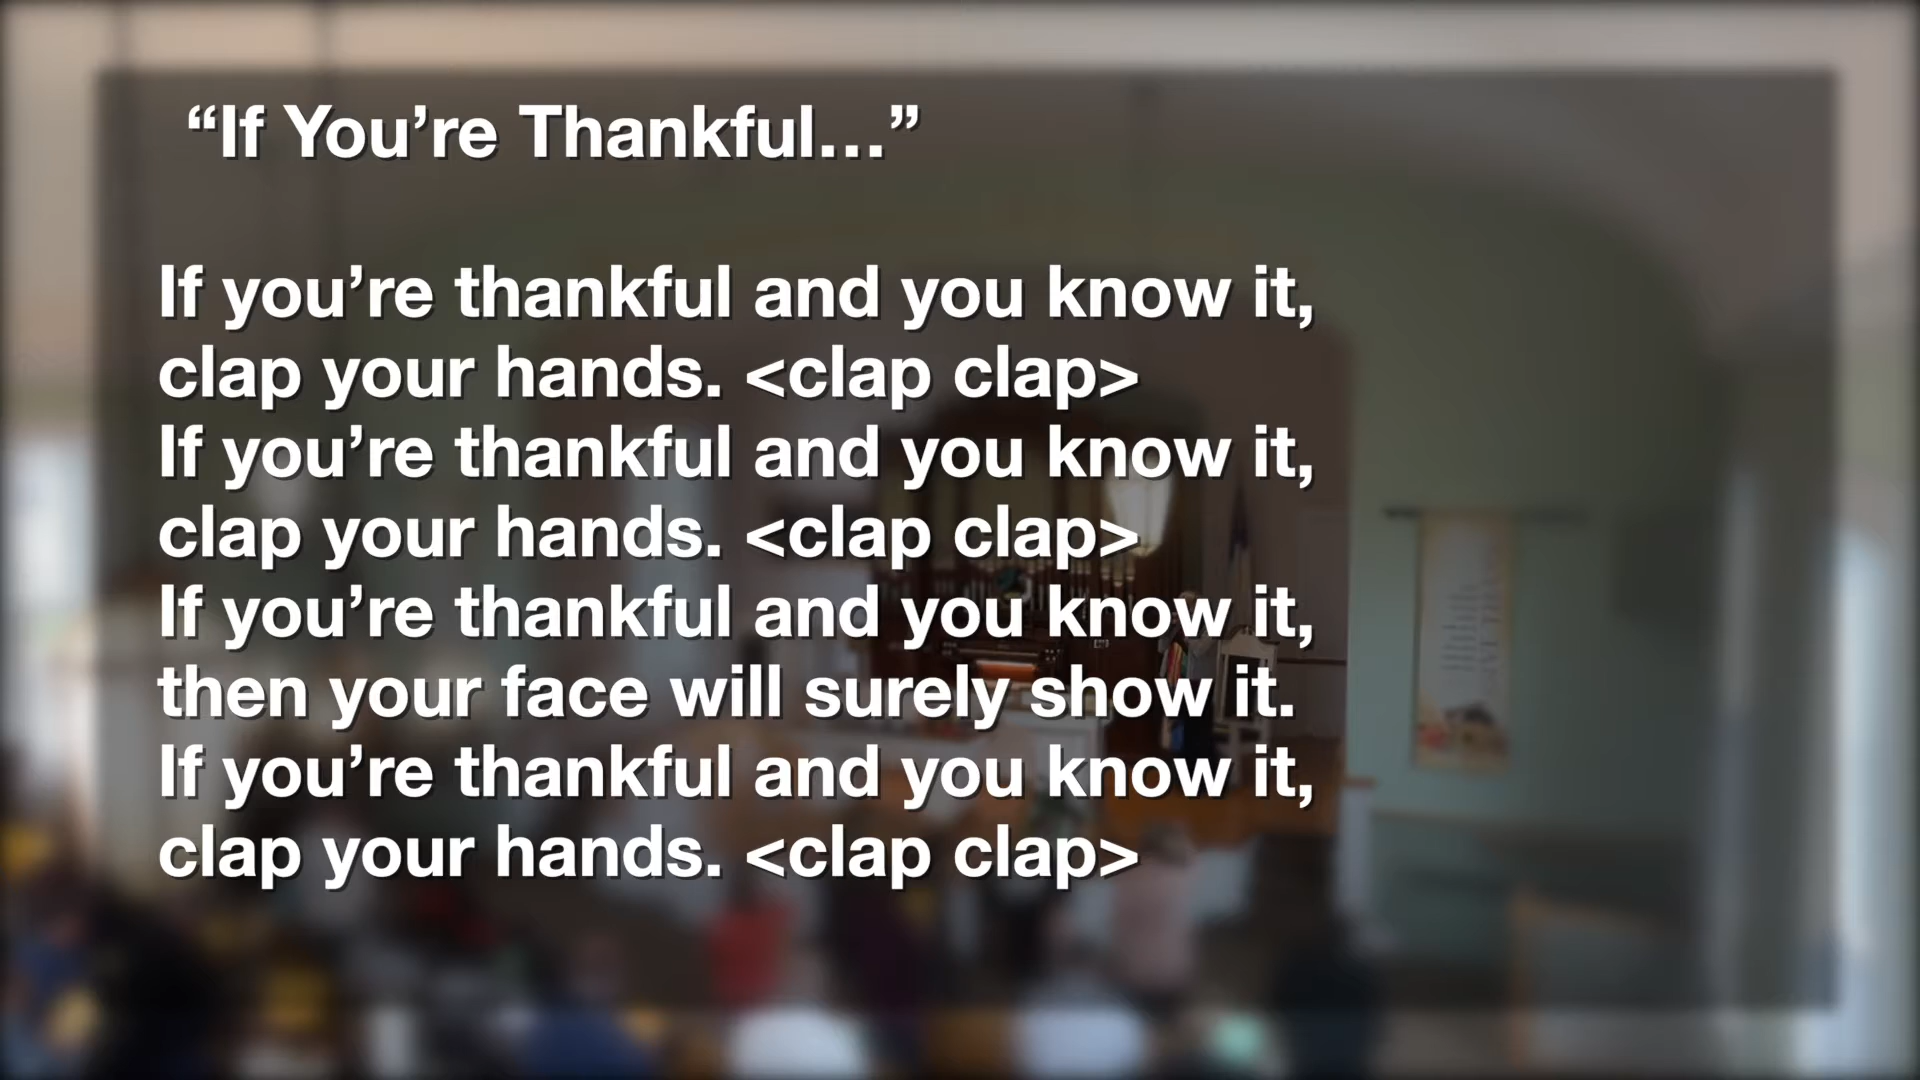 “If You’re Thankful…”
If you’re thankful and you know it,
clap your hands. <clap clap>
If you’re thankful and you know it,
clap your hands. <clap clap>
If you’re thankful and you know it,
then your face will surely show it.
If you’re thankful and you know it,
clap your hands. <clap clap>